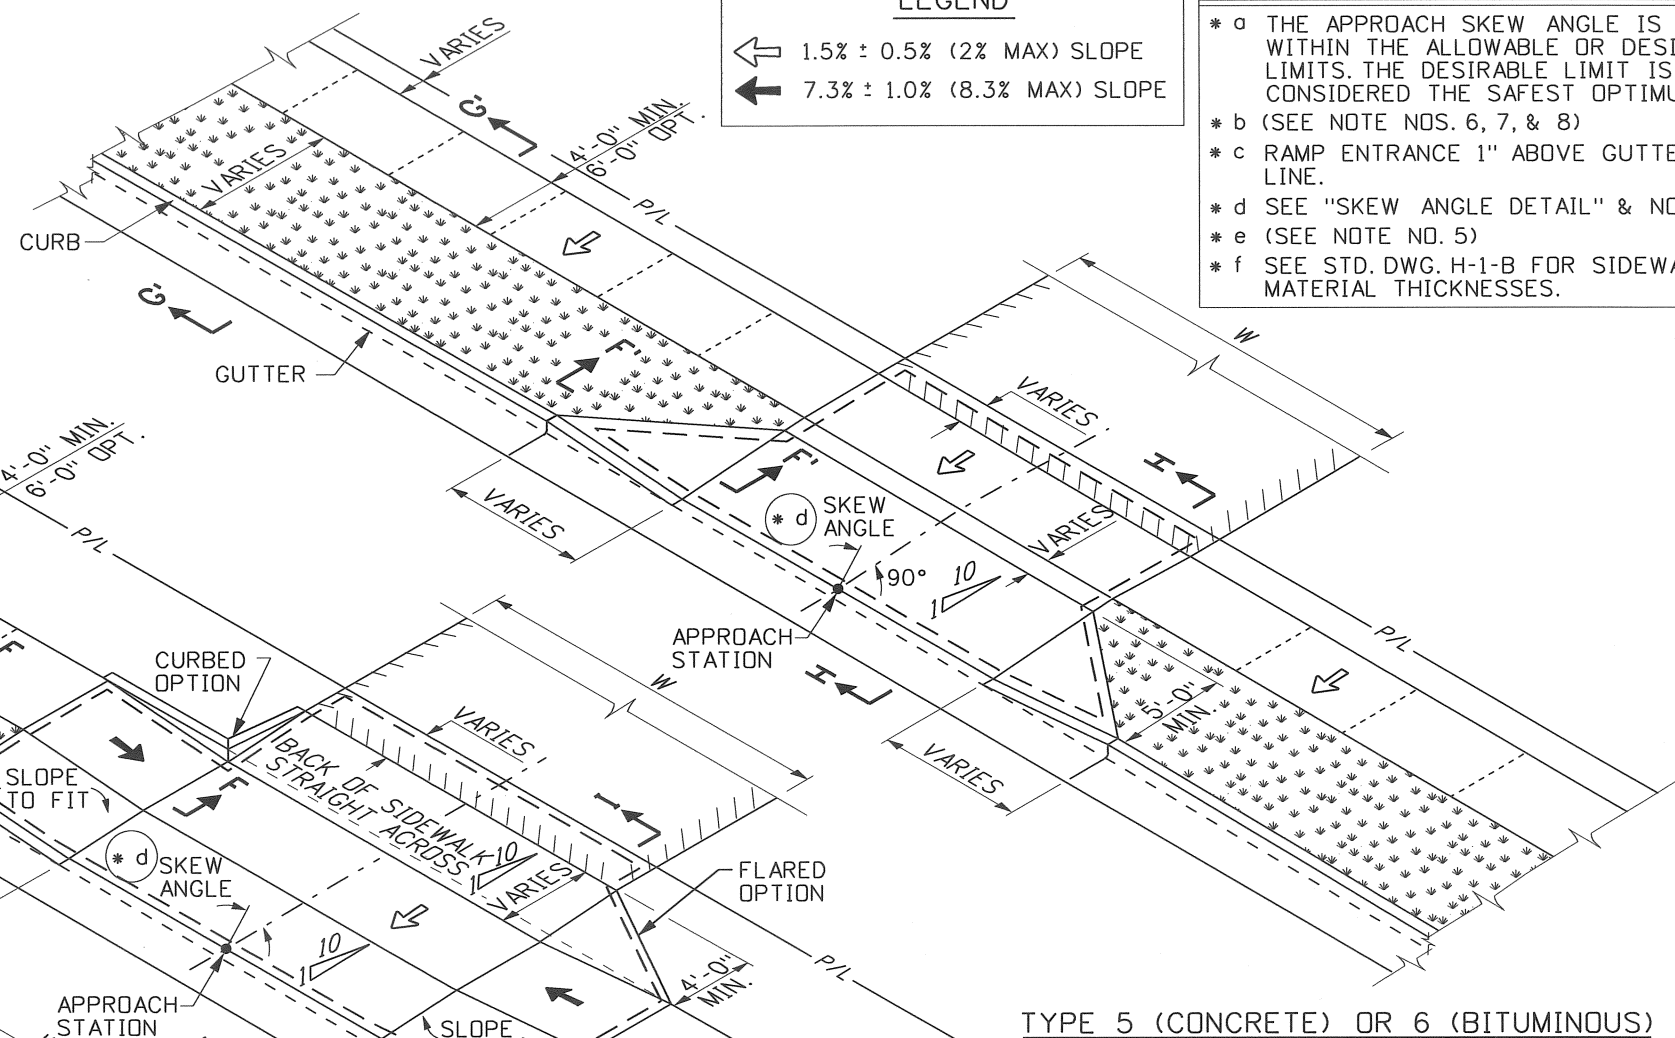 LEGEND
1.5% ± 0.5% (2% MAX) SLOPE
7.3% ± 1.0% (8.3% MAX) SLOPE
* a THE APPROACH SKEW ANGLE IS
WITHIN THE ALLOWABLE OR DESI
LIMITS. THE DESIRABLE LIMIT IS
CONSIDERED THE SAFEST OPTIMU
* b (SEE NOTE NOS. 6, 7, & 8)
* c RAMP ENTRANCE 1" ABOVE GUTTE
LINE.
* d SEE "SKEW ANGLE DETAIL" & NO
* e (SEE NOTE NO. 5)
* f SEE STD. DWG. H-1-B FOR SIDEWA
MATERIAL THICKNESSES.
VARIES
G'
4'-0" MIN.
6'-0" OPT.
VARIES
P/L
CURB
G'
GUTTER
F'
W
VARIES
4'-0" MIN.
6'-0" OPT.
F'
H
VARIES
* d
SKEW
ANGLE
VARIES
P/L
90°
10
1
APPROACH
STATION
H
P/L
F
CURBED
OPTION
W
5'-0"
MIN.
VARIES
VARIES
BACK OF SIDEWALK
STRAIGHT ACROSS
SLOPE
TO FIT
F
I
* d
SKEW
ANGLE
10
1
VARIES
FLARED
OPTION
10
1
4'-0"
MIN.
P/L
APPROACH
STATION
SLOPE
TYPE 5 (CONCRETE) OR 6 (BITUMINOUS)